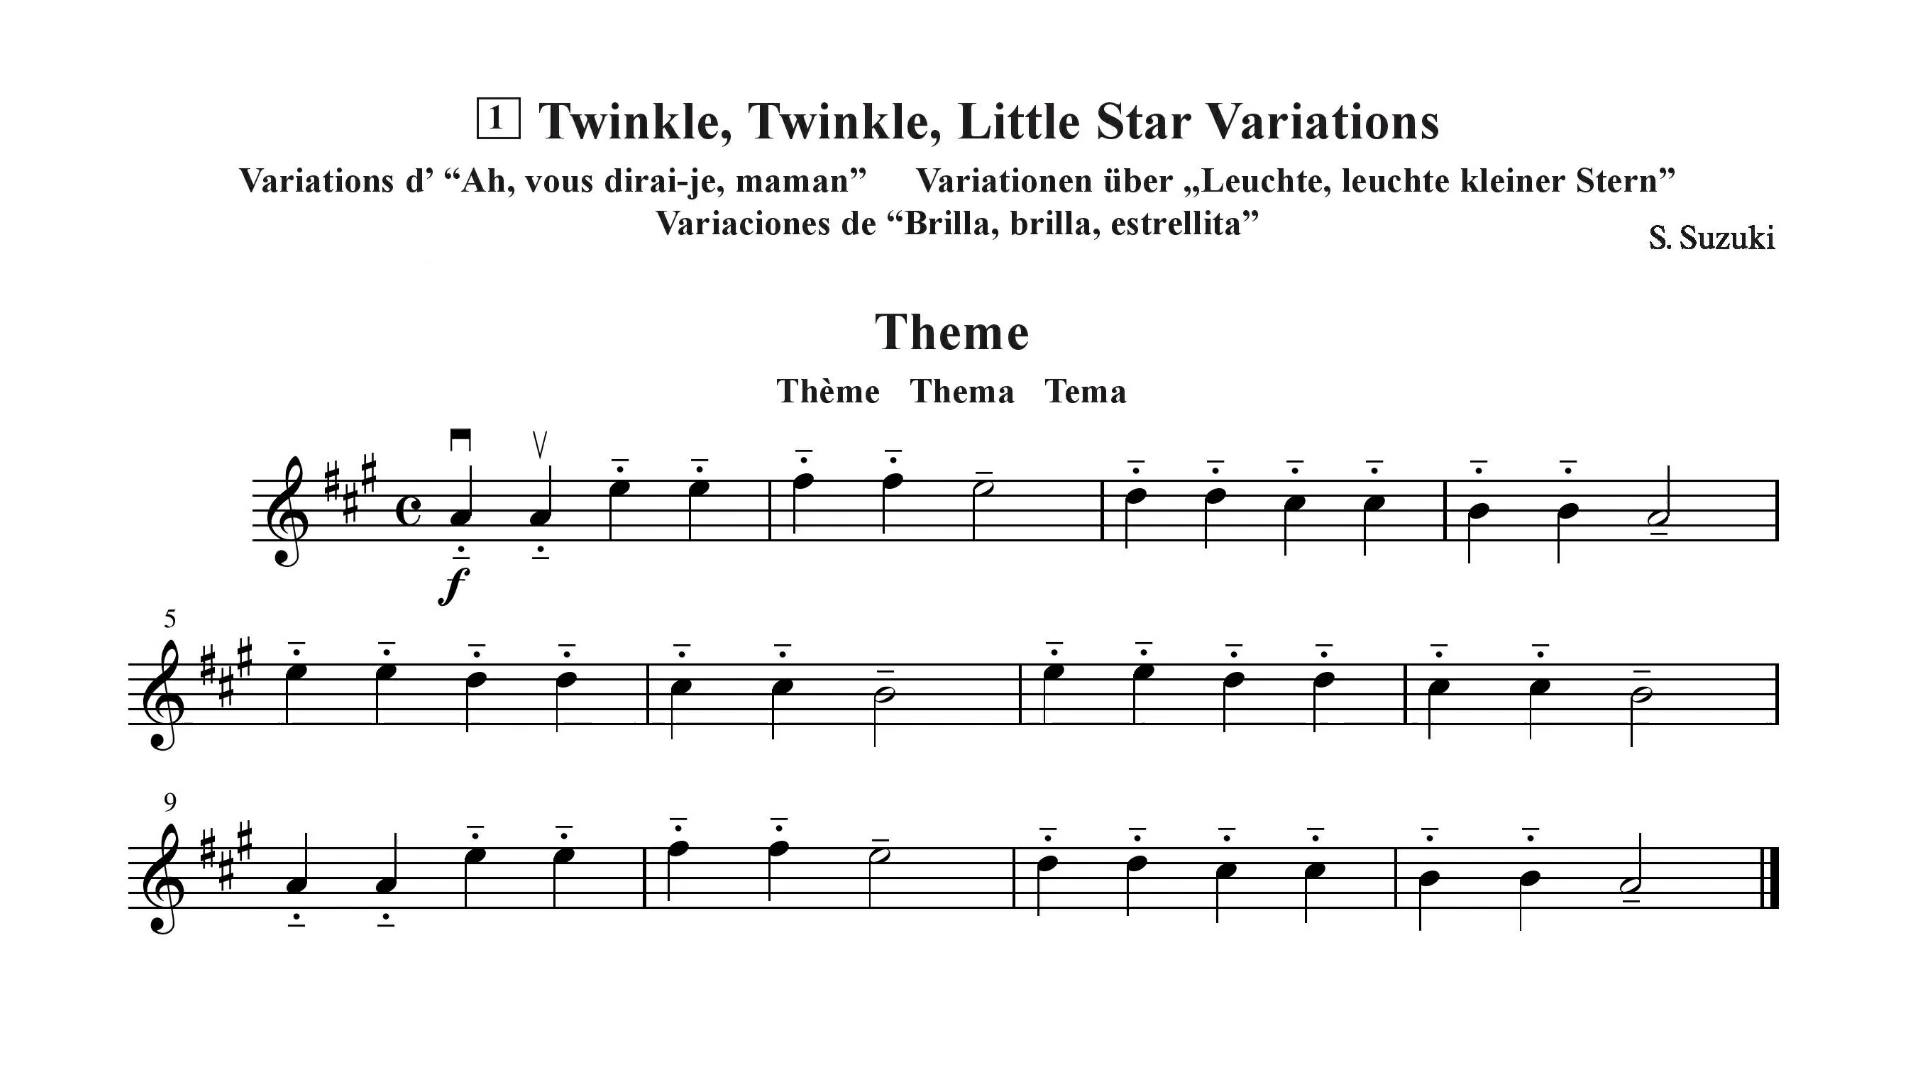 1 Twinkle, Twinkle, Little Star Variations
Variations d’ “Ah, vous dirai-je, maman” Variationen über „Leuchte, leuchte kleiner Stern”
Variaciones de “Brilla, brilla, estrellita”
S. Suzuki
Theme
Thème Thema Tema
f
5
9